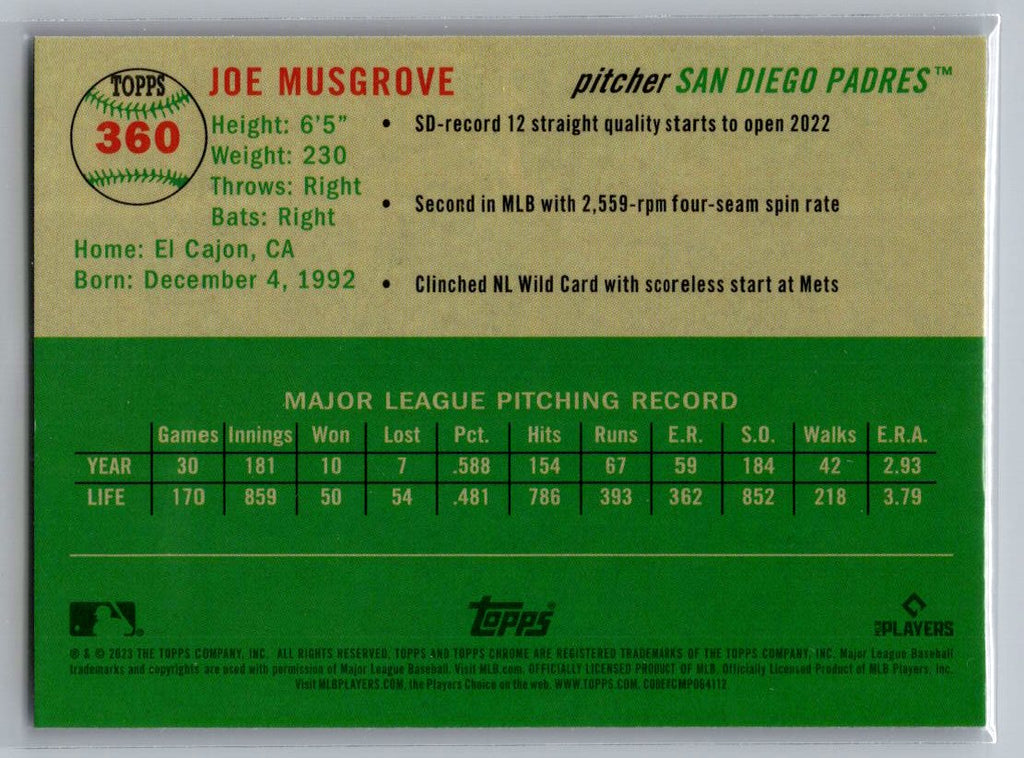 TOPPS
360
JOE MUSGROVE
pitcher SAN DIEGO PADRES™
Height: 6'5"
Weight: 230
Throws: Right
Bats: Right
Home: El Cajon, CA
Born: December 4, 1992
• SD-record 12 straight quality starts to open 2022
• Second in MLB with 2,559-rpm four-seam spin rate
• Clinched NL Wild Card with scoreless start at Mets
MAJOR LEAGUE PITCHING RECORD
Games Innings Won Lost Pct. Hits Runs E.R. S.O. Walks E.R.A.
YEAR 30 181 10 7 .588 154 67 59 184 42 2.93
LIFE 170 859 50 54 .481 786 393 362 852 218 3.79
Topps
PLAYERS
® & © 2023 THE TOPPS COMPANY, INC. ALL RIGHTS RESERVED. TOPPS AND TOPPS CHROME ARE REGISTERED TRADEMARKS OF THE TOPPS COMPANY, INC. Major League Baseball
trademarks and copyrights are used with permission of Major League Baseball. Visit MLB.com. OFFICIALLY LICENSED PRODUCT OF MLB. Officially Licensed Product of MLB Players, Inc.
Visit MLBPLAYERS.COM, the Players Choice on the web. WWW.TOPPS.COM. CODE#CMP084112